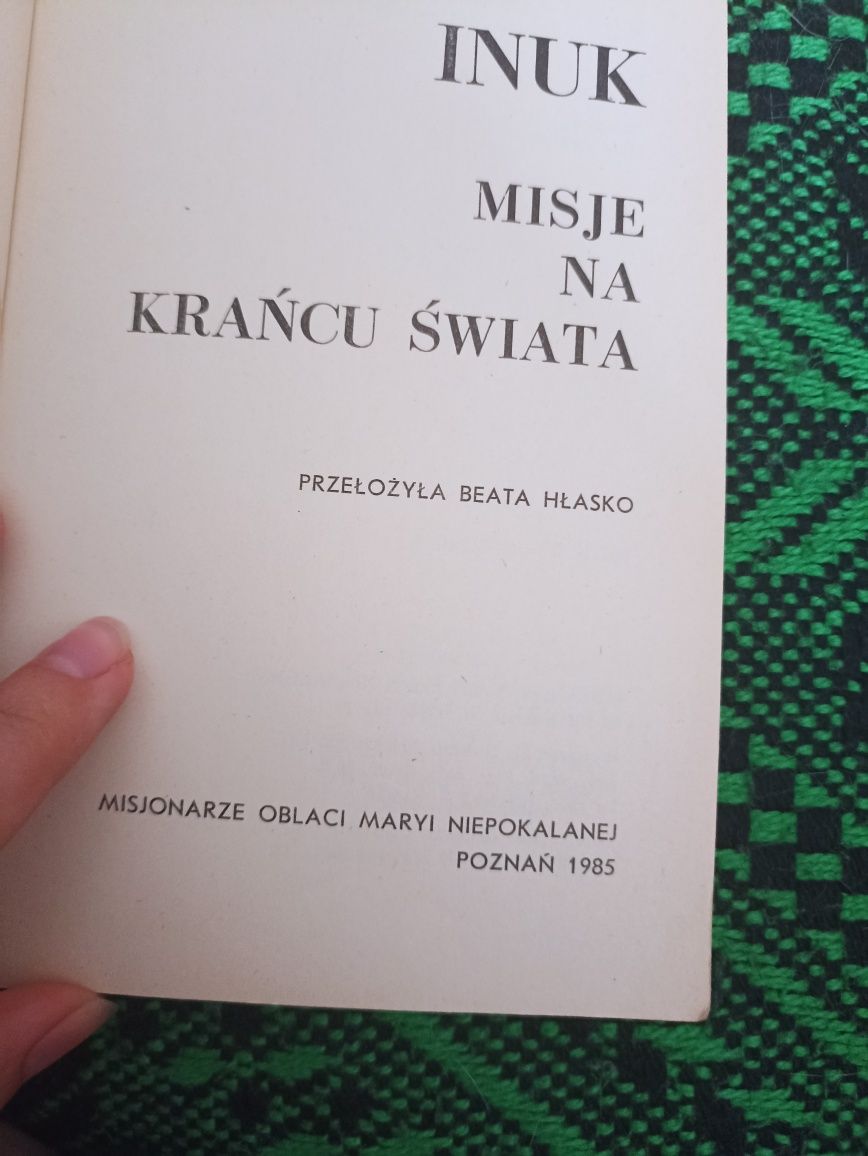 INUK
MISJE
NA
KRAŃCU ŚWIATA
PRZEŁOŻYŁA BEATA HŁASKO
MISJONARZE OBLACI MARYI NIEPOKALANEJ
POZNAŃ 1985